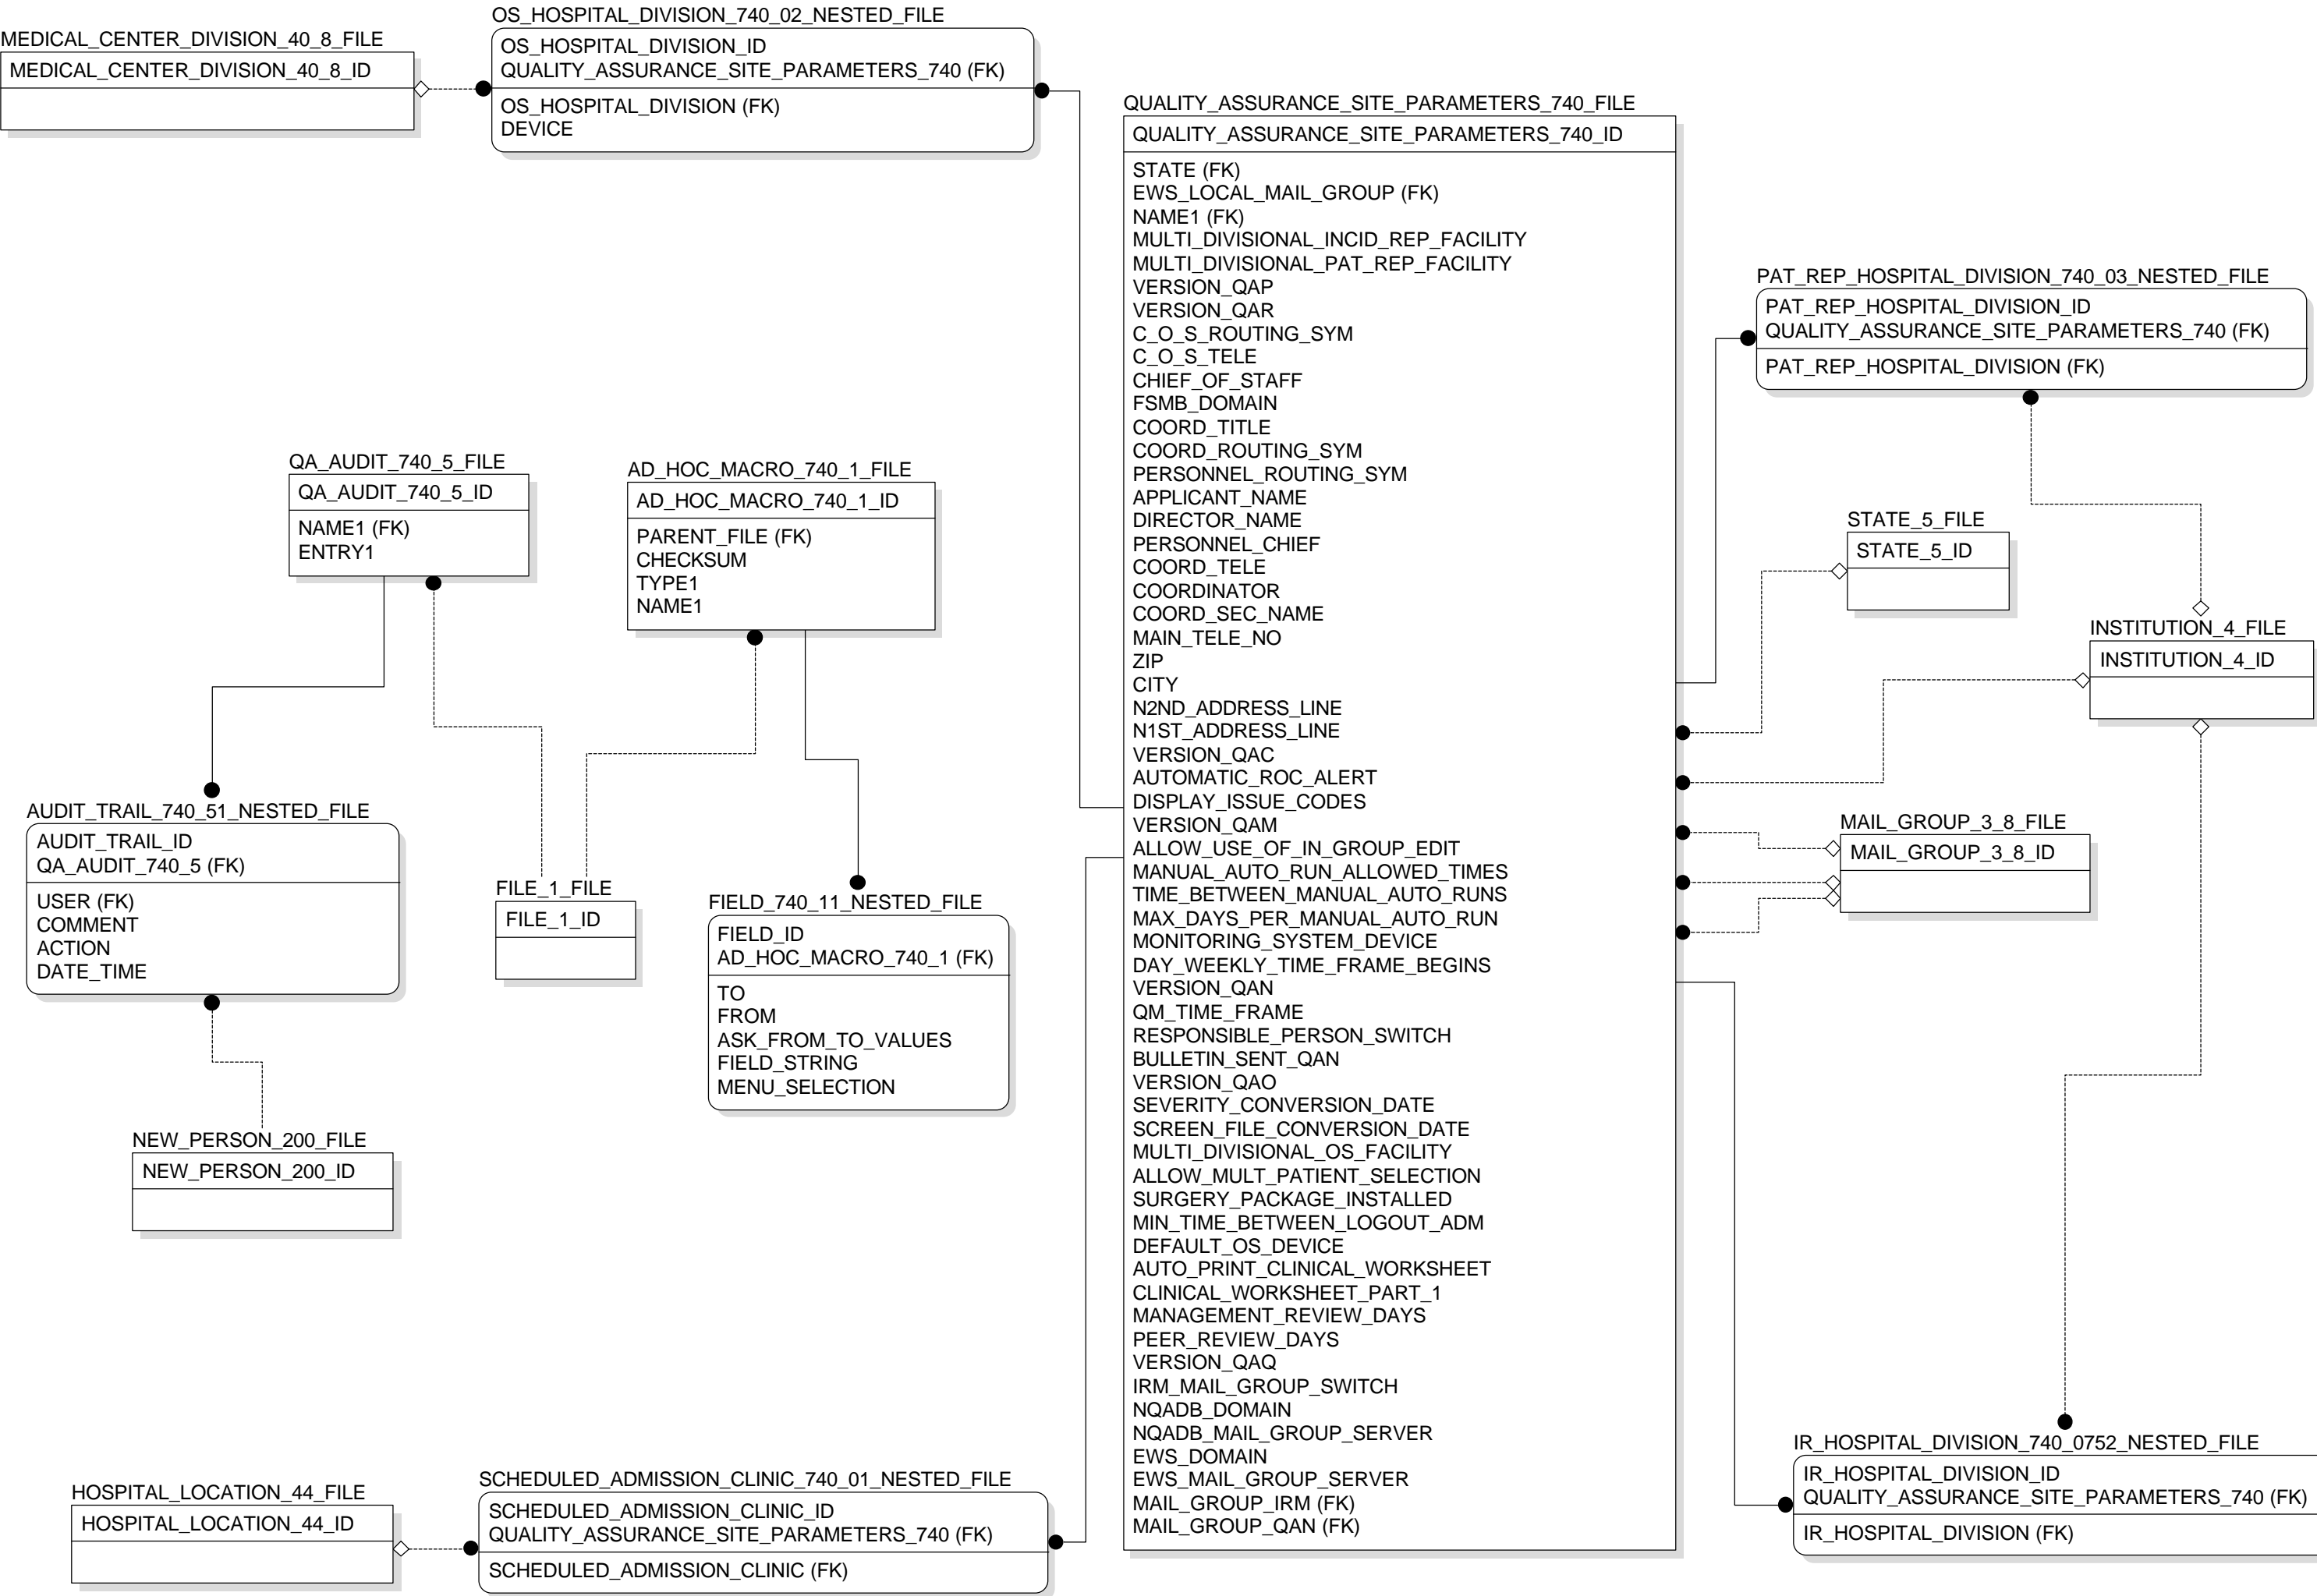 MEDICAL_CENTER_DIVISION_40_8_FILE
MEDICAL_CENTER_DIVISION_40_8_ID
OS_HOSPITAL_DIVISION_740_02_NESTED_FILE
OS_HOSPITAL_DIVISION_ID
QUALITY_ASSURANCE_SITE_PARAMETERS_740 (FK)
OS_HOSPITAL_DIVISION (FK)
DEVICE
QUALITY_ASSURANCE_SITE_PARAMETERS_740_FILE
QUALITY_ASSURANCE_SITE_PARAMETERS_740_ID
STATE (FK)
EWS_LOCAL_MAIL_GROUP (FK)
NAME1 (FK)
MULTI_DIVISIONAL_INCID_REP_FACILITY
MULTI_DIVISIONAL_PAT_REP_FACILITY
VERSION_QAP
VERSION_QAR
C_O_S_ROUTING_SYM
C_O_S_TELE
CHIEF_OF_STAFF
FSMB_DOMAIN
COORD_TITLE
COORD_ROUTING_SYM
PERSONNEL_ROUTING_SYM
APPLICANT_NAME
DIRECTOR_NAME
PERSONNEL_CHIEF
COORD_TELE
COORDINATOR
COORD_SEC_NAME
MAIN_TELE_NO
ZIP
CITY
N2ND_ADDRESS_LINE
N1ST_ADDRESS_LINE
VERSION_QAC
AUTOMATIC_ROC_ALERT
DISPLAY_ISSUE_CODES
VERSION_QAM
ALLOW_USE_OF_IN_GROUP_EDIT
MANUAL_AUTO_RUN_ALLOWED_TIMES
TIME_BETWEEN_MANUAL_AUTO_RUNS
MAX_DAYS_PER_MANUAL_AUTO_RUN
MONITORING_SYSTEM_DEVICE
DAY_WEEKLY_TIME_FRAME_BEGINS
VERSION_QAN
QM_TIME_FRAME
RESPONSIBLE_PERSON_SWITCH
BULLETIN_SENT_QAN
VERSION_QAO
SEVERITY_CONVERSION_DATE
SCREEN_FILE_CONVERSION_DATE
MULTI_DIVISIONAL_OS_FACILITY
ALLOW_MULT_PATIENT_SELECTION
SURGERY_PACKAGE_INSTALLED
MIN_TIME_BETWEEN_LOGOUT_ADM
DEFAULT_OS_DEVICE
AUTO_PRINT_CLINICAL_WORKSHEET
CLINICAL_WORKSHEET_PART_1
MANAGEMENT_REVIEW_DAYS
PEER_REVIEW_DAYS
VERSION_QAQ
IRM_MAIL_GROUP_SWITCH
NQADB_DOMAIN
NQADB_MAIL_GROUP_SERVER
EWS_DOMAIN
EWS_MAIL_GROUP_SERVER
MAIL_GROUP_IRM (FK)
MAIL_GROUP_QAN (FK)
PAT_REP_HOSPITAL_DIVISION_740_03_NESTED_FILE
PAT_REP_HOSPITAL_DIVISION_ID
QUALITY_ASSURANCE_SITE_PARAMETERS_740 (FK)
PAT_REP_HOSPITAL_DIVISION (FK)
QA_AUDIT_740_5_FILE
QA_AUDIT_740_5_ID
NAME1 (FK)
ENTRY1
AD_HOC_MACRO_740_1_FILE
AD_HOC_MACRO_740_1_ID
PARENT_FILE (FK)
CHECKSUM
TYPE1
NAME1
STATE_5_FILE
STATE_5_ID
INSTITUTION_4_FILE
INSTITUTION_4_ID
MAIL_GROUP_3_8_FILE
MAIL_GROUP_3_8_ID
AUDIT_TRAIL_740_51_NESTED_FILE
AUDIT_TRAIL_ID
QA_AUDIT_740_5 (FK)
USER (FK)
COMMENT
ACTION
DATE_TIME
FILE_1_FILE
FILE_1_ID
FIELD_740_11_NESTED_FILE
FIELD_ID
AD_HOC_MACRO_740_1 (FK)
TO
FROM
ASK_FROM_TO_VALUES
FIELD_STRING
MENU_SELECTION
NEW_PERSON_200_FILE
NEW_PERSON_200_ID
HOSPITAL_LOCATION_44_FILE
HOSPITAL_LOCATION_44_ID
SCHEDULED_ADMISSION_CLINIC_740_01_NESTED_FILE
SCHEDULED_ADMISSION_CLINIC_ID
QUALITY_ASSURANCE_SITE_PARAMETERS_740 (FK)
SCHEDULED_ADMISSION_CLINIC (FK)
IR_HOSPITAL_DIVISION_740_0752_NESTED_FILE
IR_HOSPITAL_DIVISION_ID
QUALITY_ASSURANCE_SITE_PARAMETERS_740 (FK)
IR_HOSPITAL_DIVISION (FK)